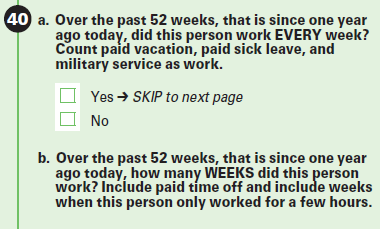 40 a. Over the past 52 weeks, that is since one year
ago today, did this person work EVERY week?
Count paid vacation, paid sick leave, and
military service as work.
Yes → SKIP to next page
No
b. Over the past 52 weeks, that is since one year
ago today, how many WEEKS did this person
work? Include paid time off and include weeks
when this person only worked for a few hours.